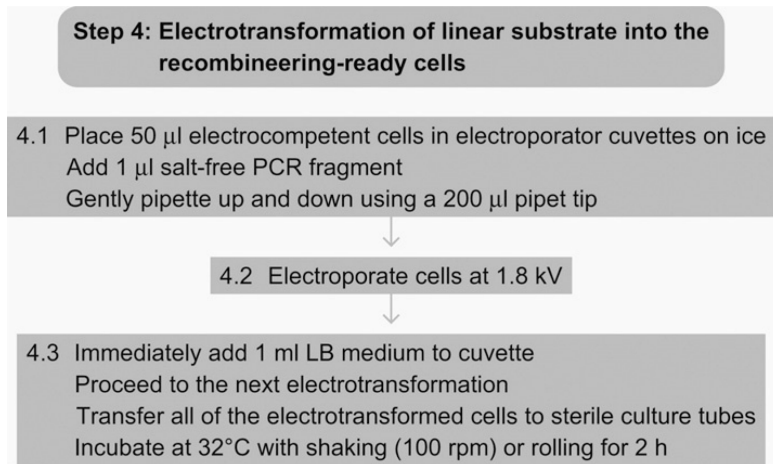 Step 4: Electrotransformation of linear substrate into the
recombineering-ready cells
4.1 Place 50 μl electrocompetent cells in electroporator cuvettes on ice
Add 1 μl salt-free PCR fragment
Gently pipette up and down using a 200 μl pipet tip
4.2 Electroporate cells at 1.8 kV
4.3 Immediately add 1 ml LB medium to cuvette
Proceed to the next electrotransformation
Transfer all of the electrotransformed cells to sterile culture tubes
Incubate at 32°C with shaking (100 rpm) or rolling for 2 h